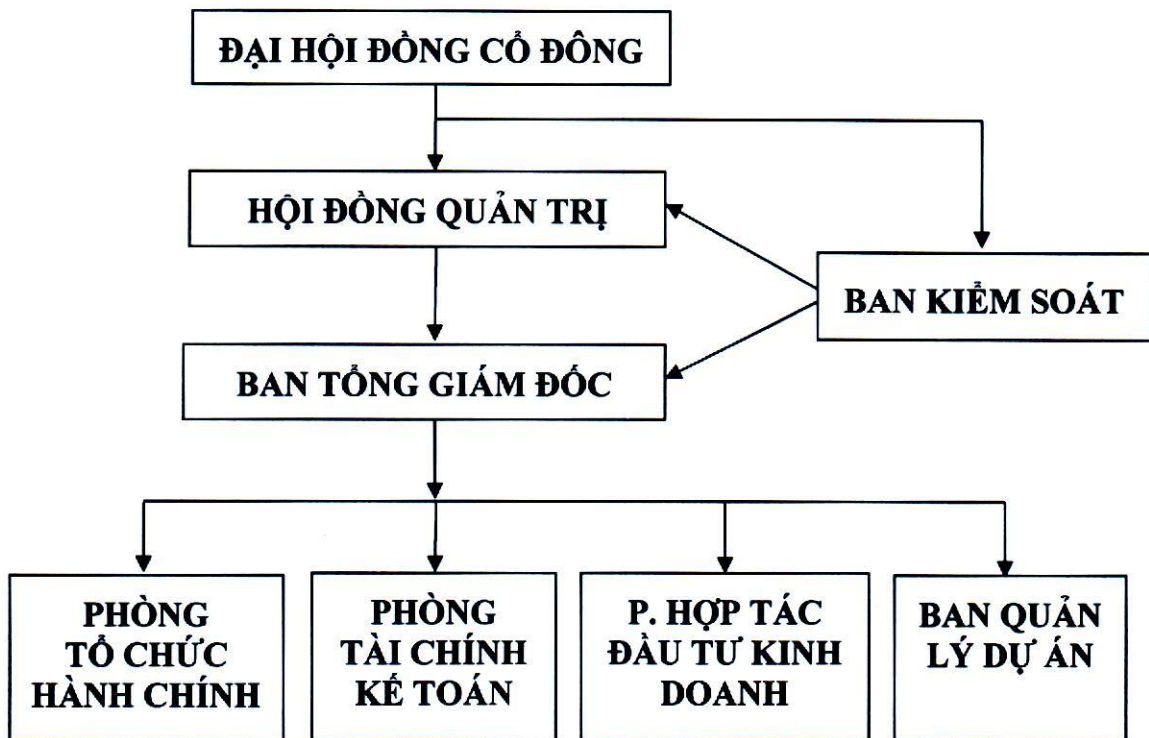 ĐẠI HỘI ĐỒNG CỔ ĐÔNG
HỘI ĐỒNG QUẢN TRỊ
BAN KIỂM SOÁT
BAN TỔNG GIÁM ĐỐC
PHÒNG
TỔ CHỨC
HÀNH CHÍNH
PHÒNG
TÀI CHÍNH
KẾ TOÁN
P. HỢP TÁC
ĐẦU TƯ KINH
DOANH
BAN QUẢN
LÝ DỰ ÁN